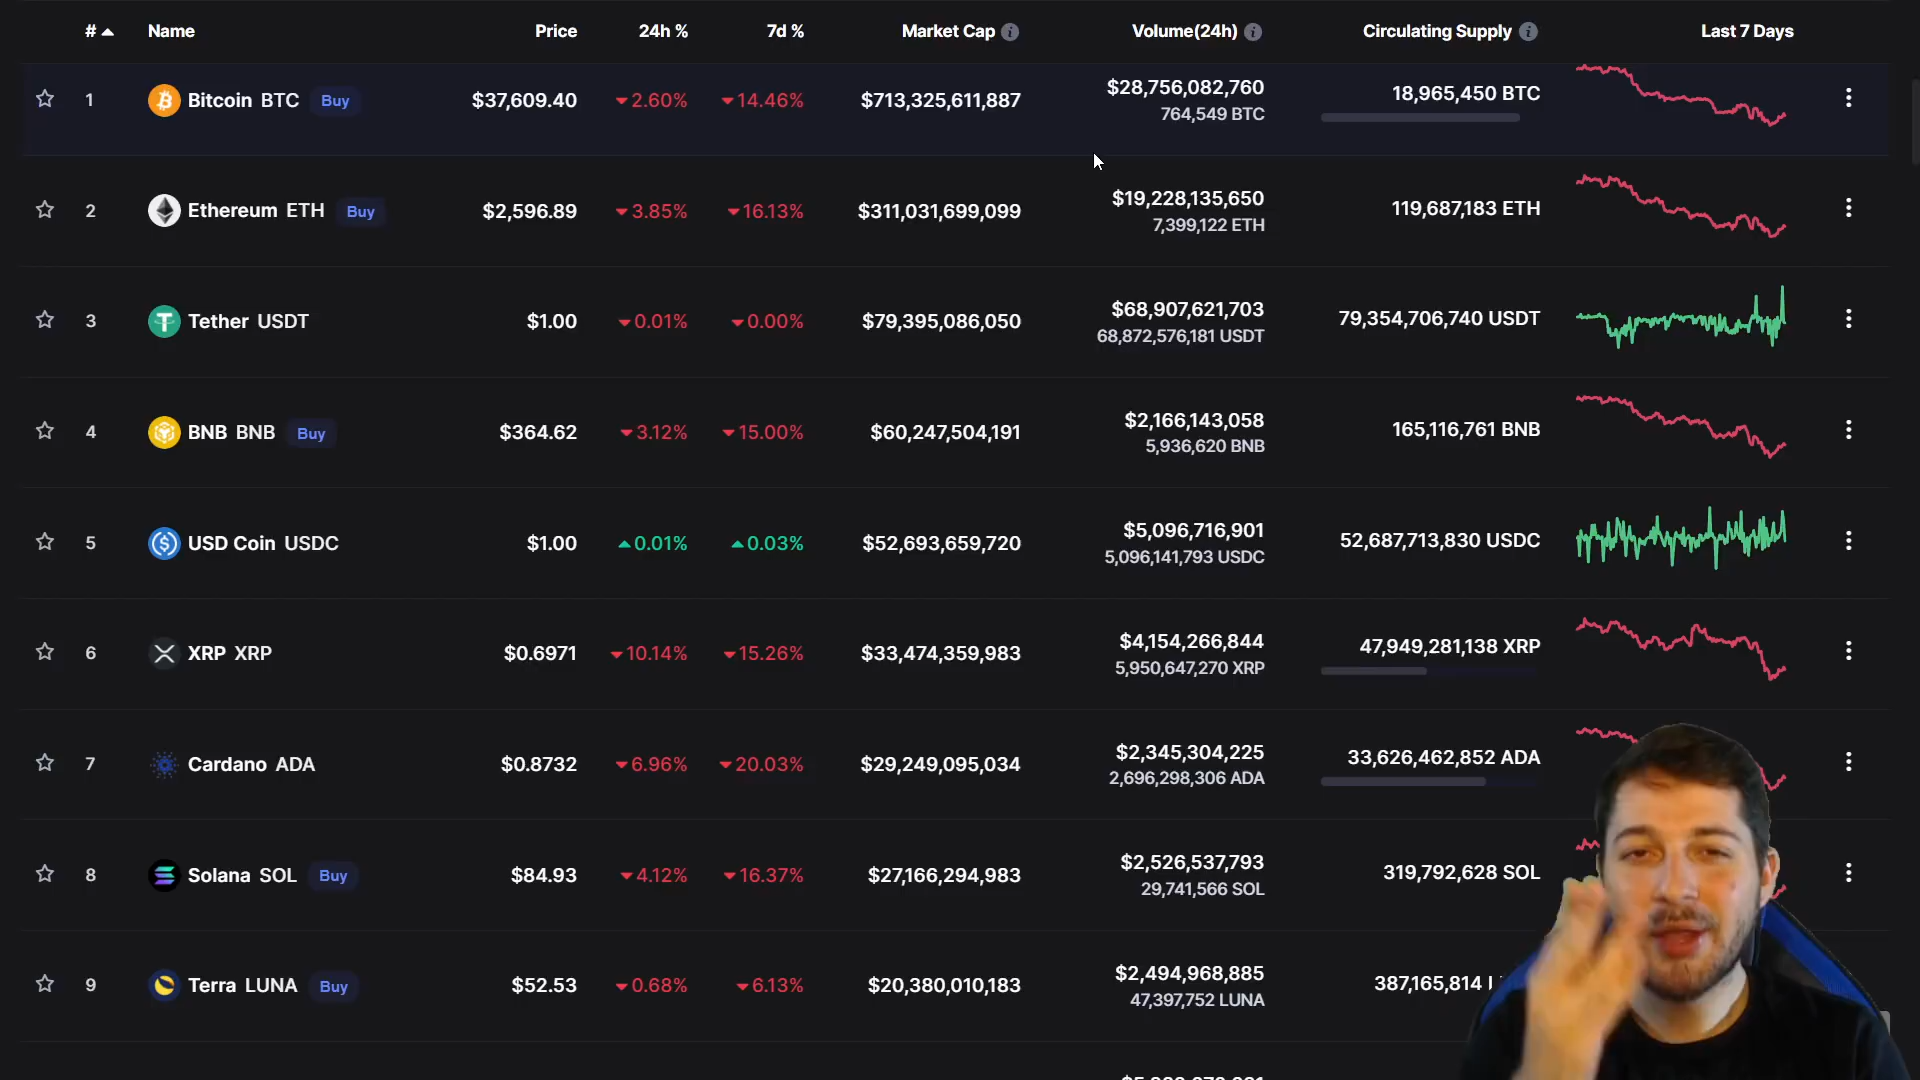 # Name Price 24h % 7d % Market Cap Volume(24h) Circulating Supply Last 7 Days
1 Bitcoin BTC Buy $37,609.40 2.60% 14.46% $713,325,611,887 $28,756,082,760 18,965,450 BTC
764,549 BTC
2 Ethereum ETH Buy $2,596.89 3.85% 16.13% $311,031,699,099 $19,228,135,650 119,687,183 ETH
7,399,122 ETH
3 Tether USDT $1.00 0.01% 0.00% $79,395,086,050 $68,907,621,703 79,354,706,740 USDT
68,872,576,181 USDT
4 BNB BNB Buy $364.62 3.12% 15.00% $60,247,504,191 $2,166,143,058 165,116,761 BNB
5,936,620 BNB
5 USD Coin USDC $1.00 0.01% 0.03% $52,693,659,720 $5,096,716,901 52,687,713,830 USDC
5,096,141,793 USDC
6 XRP XRP $0.6971 10.14% 15.26% $33,474,359,983 $4,154,266,844 47,949,281,138 XRP
5,950,647,270 XRP
7 Cardano ADA $0.8732 6.96% 20.03% $29,249,095,034 $2,345,304,225 33,626,462,852 ADA
2,696,298,306 ADA
8 Solana SOL Buy $84.93 4.12% 16.37% $27,166,294,983 $2,526,537,793 319,792,628 SOL
29,741,566 SOL
9 Terra LUNA Buy $52.53 0.68% 6.13% $20,380,010,183 $2,494,968,885 387,165,814
47,397,752 LUNA